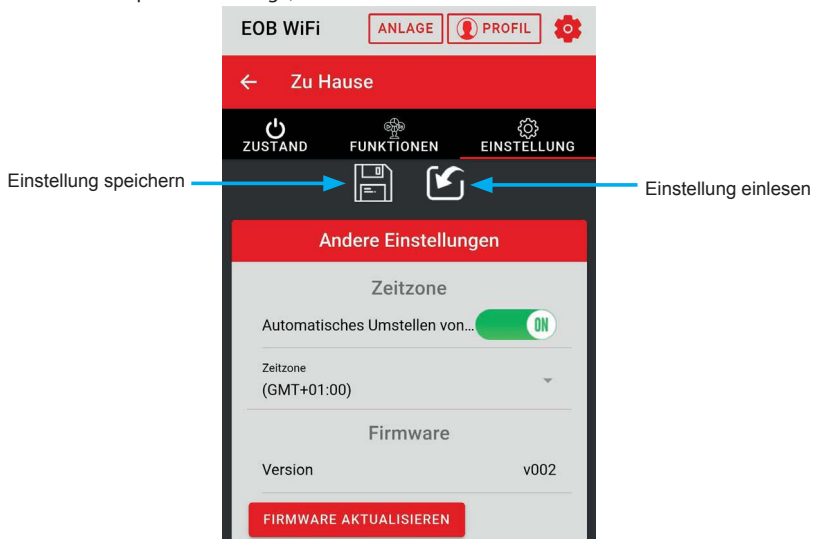 EOB WiFi ANLAGE PROFIL
Zu Hause
ZUSTAND FUNKTIONEN EINSTELLUNG
Einstellung speichern
Einstellung einlesen
Andere Einstellungen
Zeitzone
Automatisches Umstellen von...
ON
Zeitzone
(GMT+01:00)
Firmware
Version v002
FIRMWARE AKTUALISIEREN